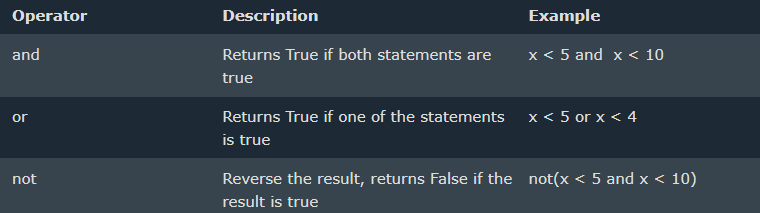 Operator Description Example
and Returns True if both statements are x < 5 and  x < 10
true
or Returns True if one of the statements x < 5 or x < 4
is true
not Reverse the result, returns False if the not(x < 5 and x < 10)
result is true